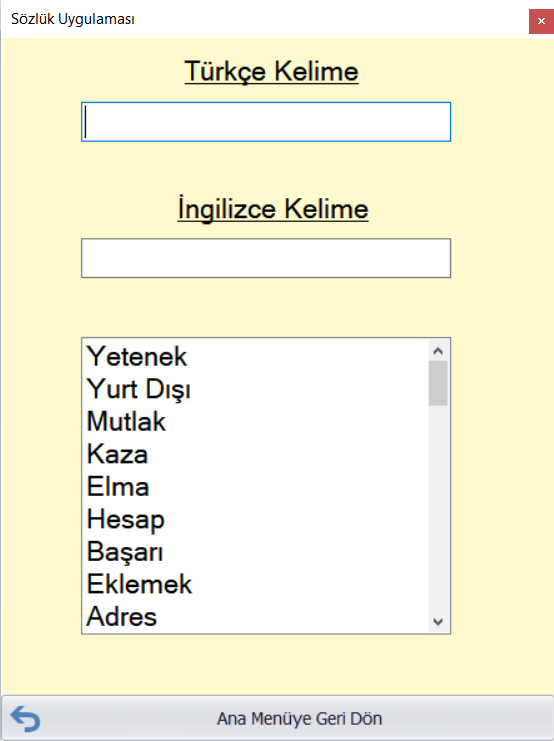 Sözlük Uygulaması
Türkçe Kelime
İngilizce Kelime
Yetenek
Yurt Dışı
Mutlak
Kaza
Elma
Hesap
Başarı
Eklemek
Adres
Ana Menüye Geri Dön